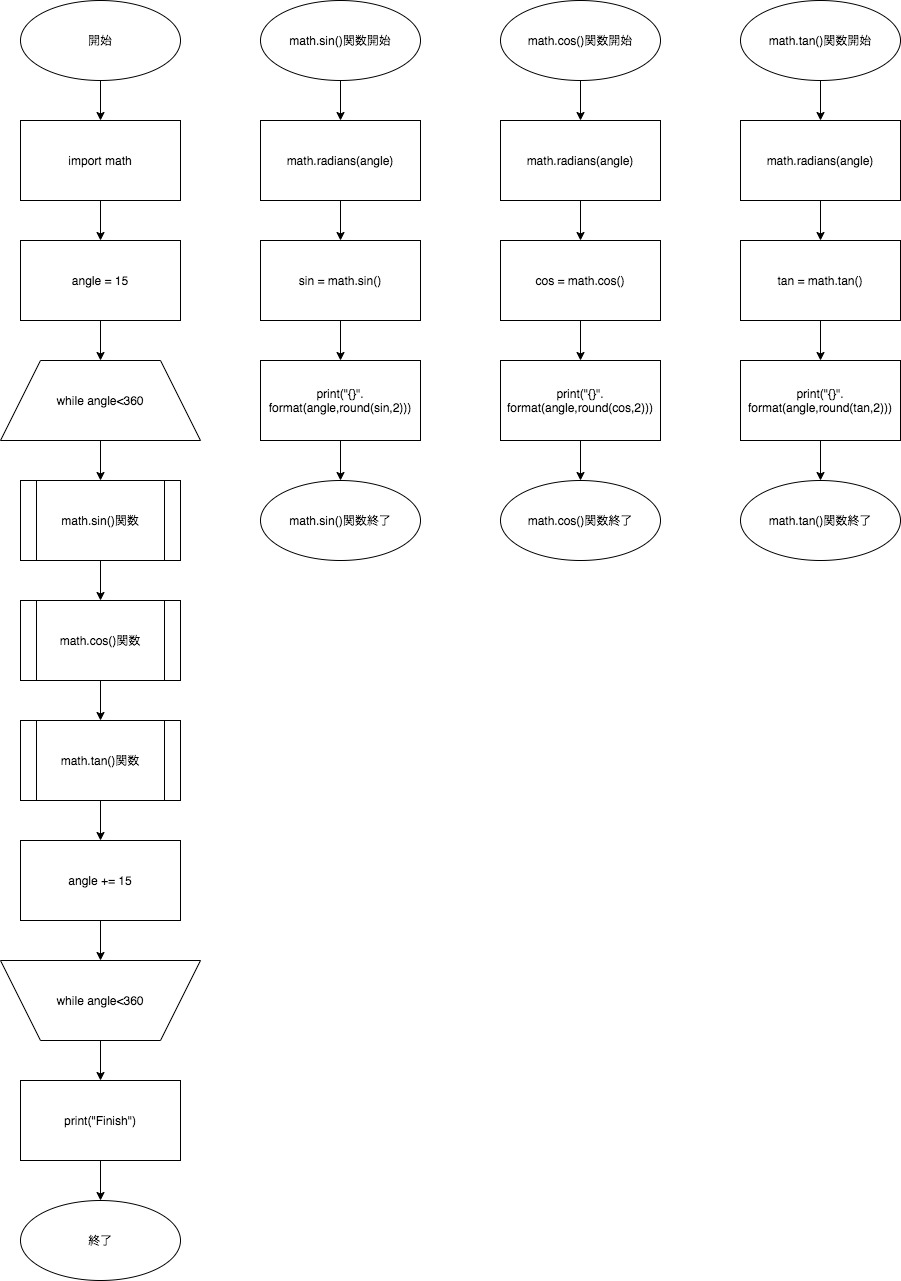 開始
import math
angle = 15
while angle<360
math.sin()関数
math.cos()関数
math.tan()関数
angle += 15
while angle<360
print("Finish")
終了
math.sin()関数開始
math.radians(angle)
sin = math.sin()
print("{}".
format(angle,round(sin,2)))
math.sin()関数終了
math.cos()関数開始
math.radians(angle)
cos = math.cos()
print("{}".
format(angle,round(cos,2)))
math.cos()関数終了
math.tan()関数開始
math.radians(angle)
tan = math.tan()
print("{}".
format(angle,round(tan,2)))
math.tan()関数終了